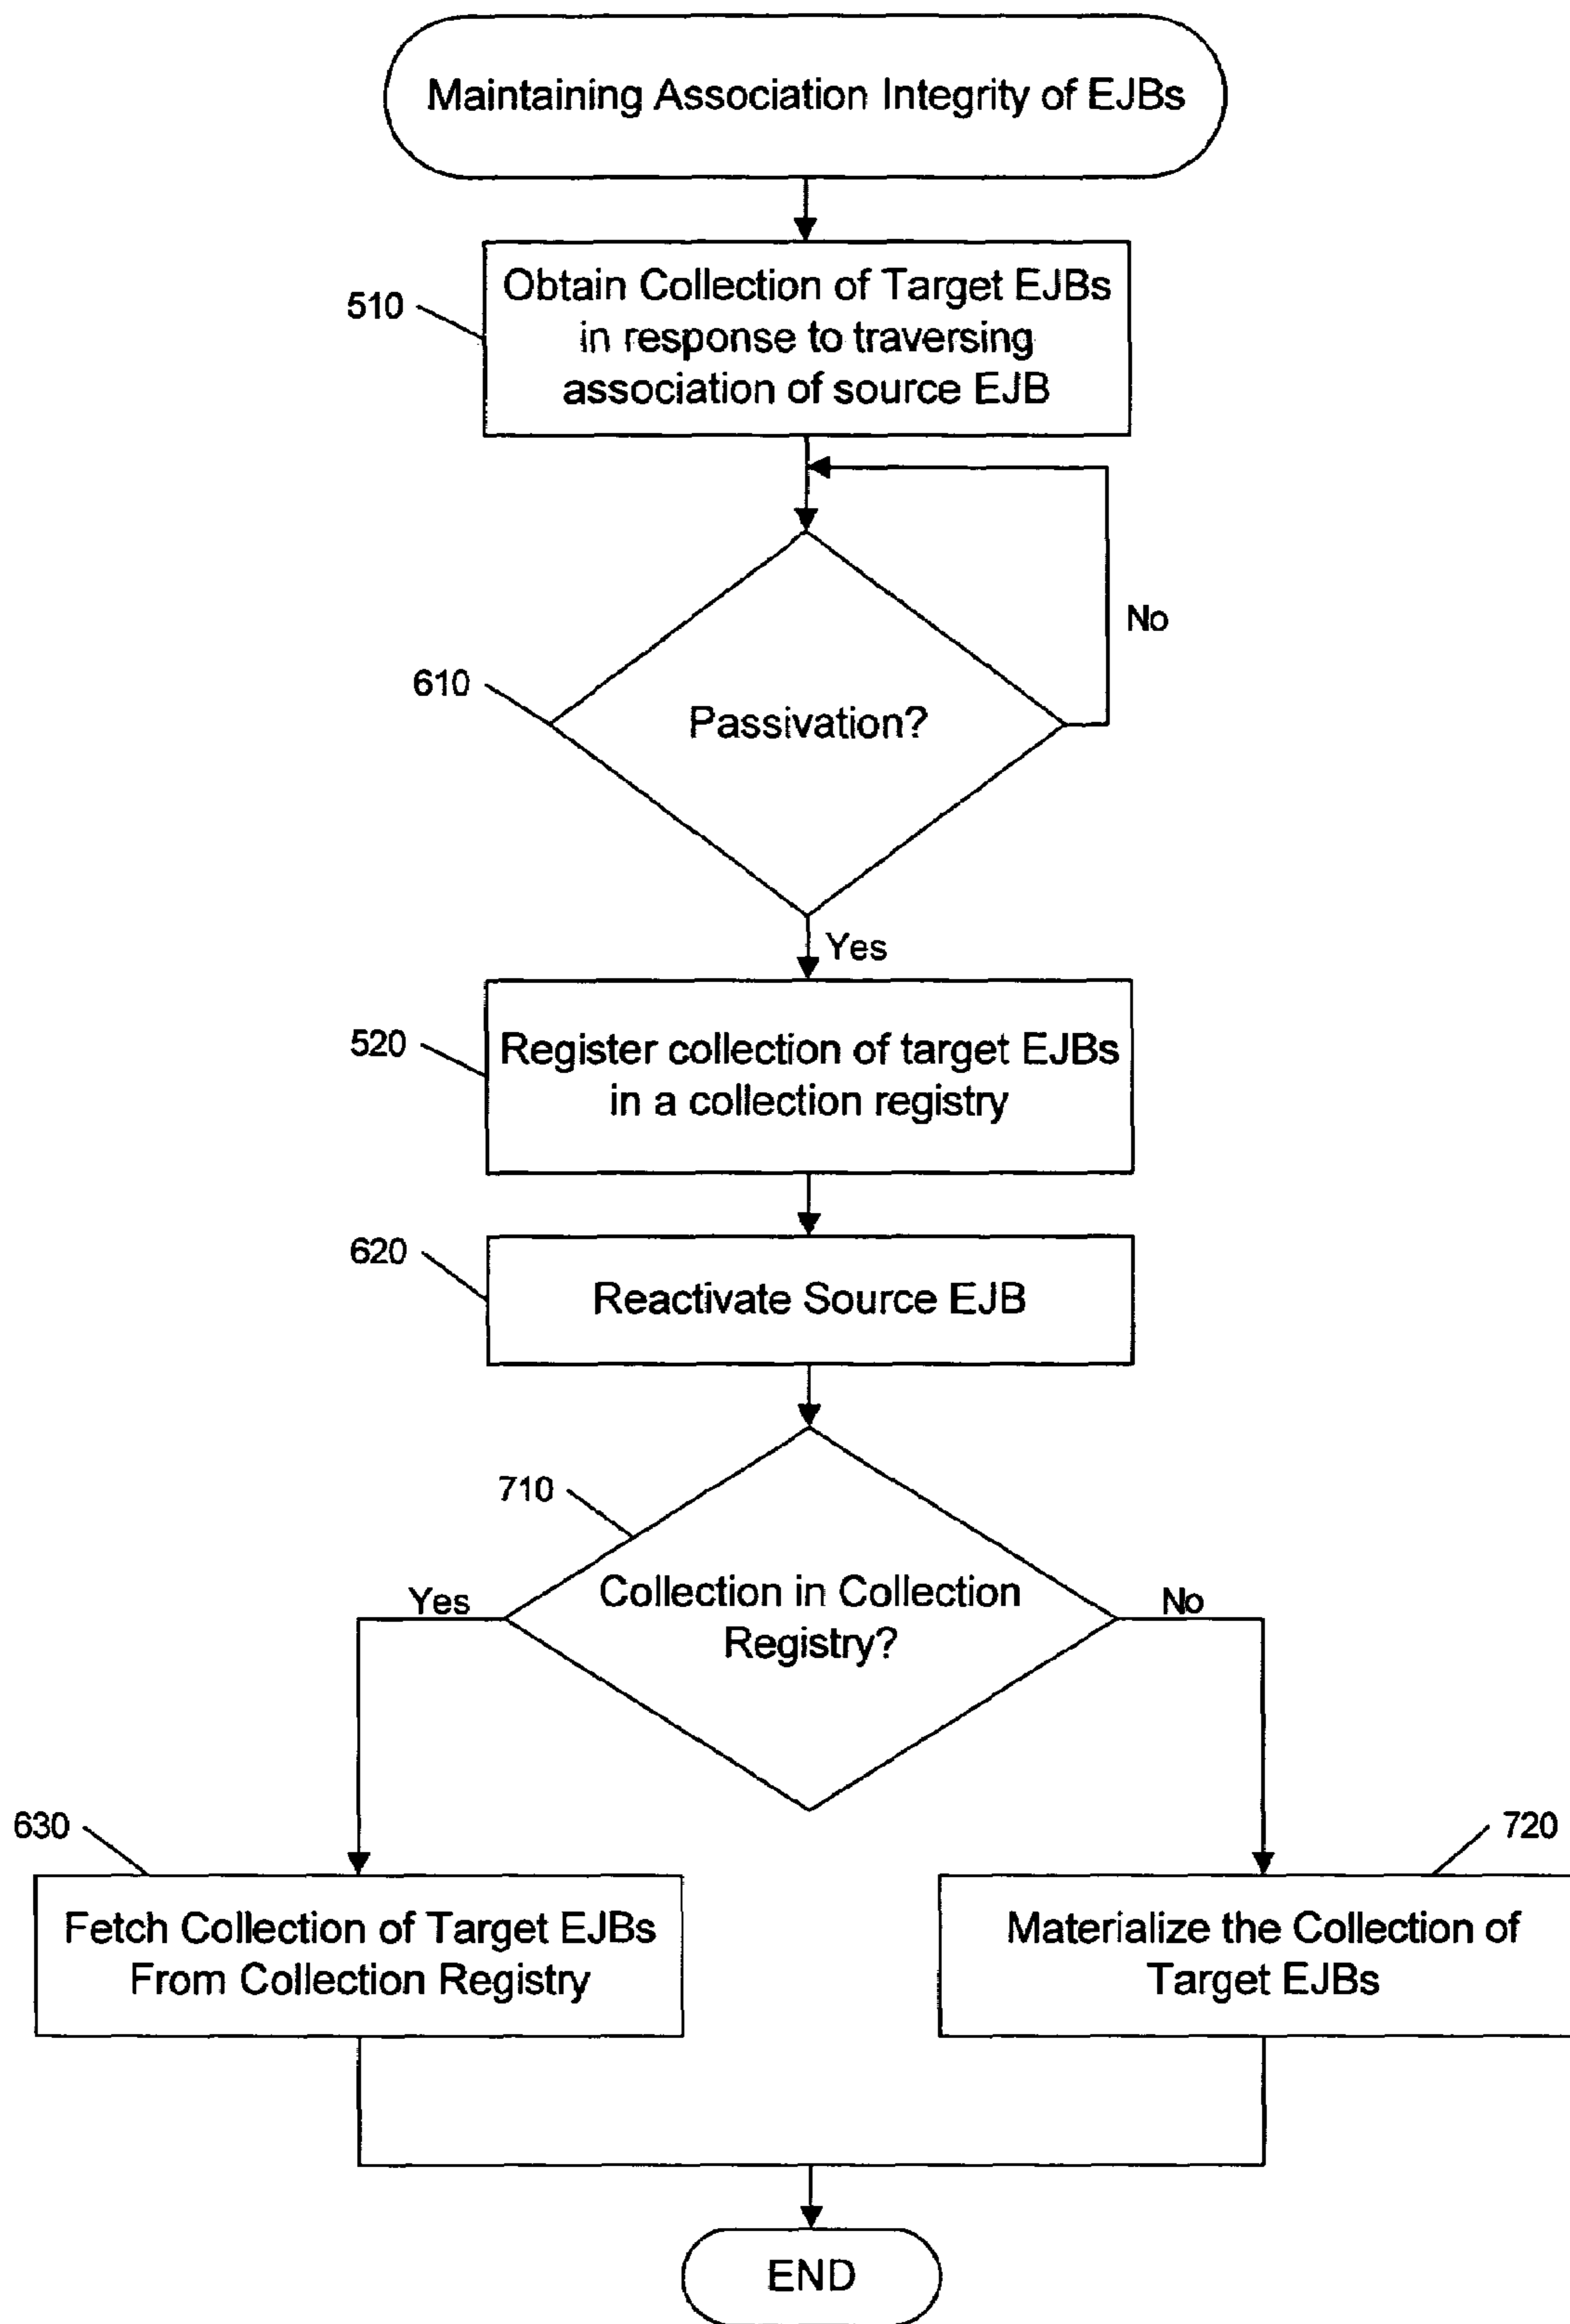 Maintaining Association Integrity of EJBs
510
Obtain Collection of Target EJBs
in response to traversing
association of source EJB
No
610
Passivation?
Yes
520
Register collection of target EJBs
in a collection registry
620
Reactivate Source EJB
710
Collection in Collection
Registry?
Yes
No
630
720
Fetch Collection of Target EJBs
From Collection Registry
Materialize the Collection of
Target EJBs
END